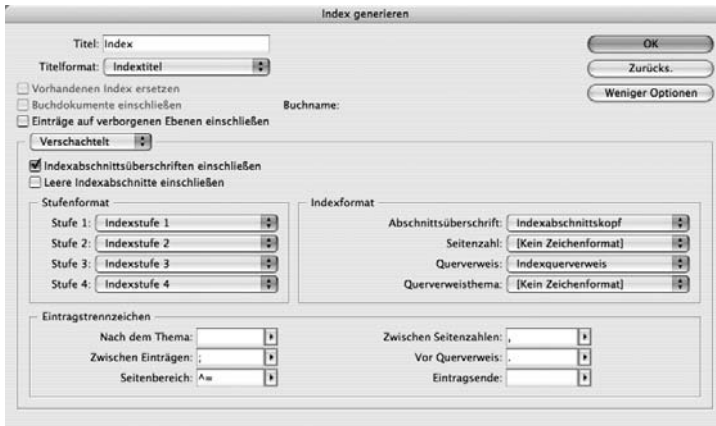 Index generieren
Titel: Index
OK
Titelformat: Indextitel
Zurücks.
Vorhandenen Index ersetzen
Weniger Optionen
Buchdokumente einschließen
Buchname:
Einträge auf verborgenen Ebenen einschließen
Verschachtelt
Indexabschnittsüberschriften einschließen
Leere Indexabschnitte einschließen
Stufenformat
Stufe 1: Indexstufe 1
Stufe 2: Indexstufe 2
Stufe 3: Indexstufe 3
Stufe 4: Indexstufe 4
Indexformat
Abschnittsüberschrift: Indexabschnittskopf
Seitenzahl: [Kein Zeichenformat]
Querverweis: Indexquerverweis
Querverweisthema: [Kein Zeichenformat]
Eintragstrennzeichen
Nach dem Thema:
Zwischen Einträgen: ;
Seitenbereich: ^=
Zwischen Seitenzahlen: ,
Vor Querverweis: .
Eintragsende: